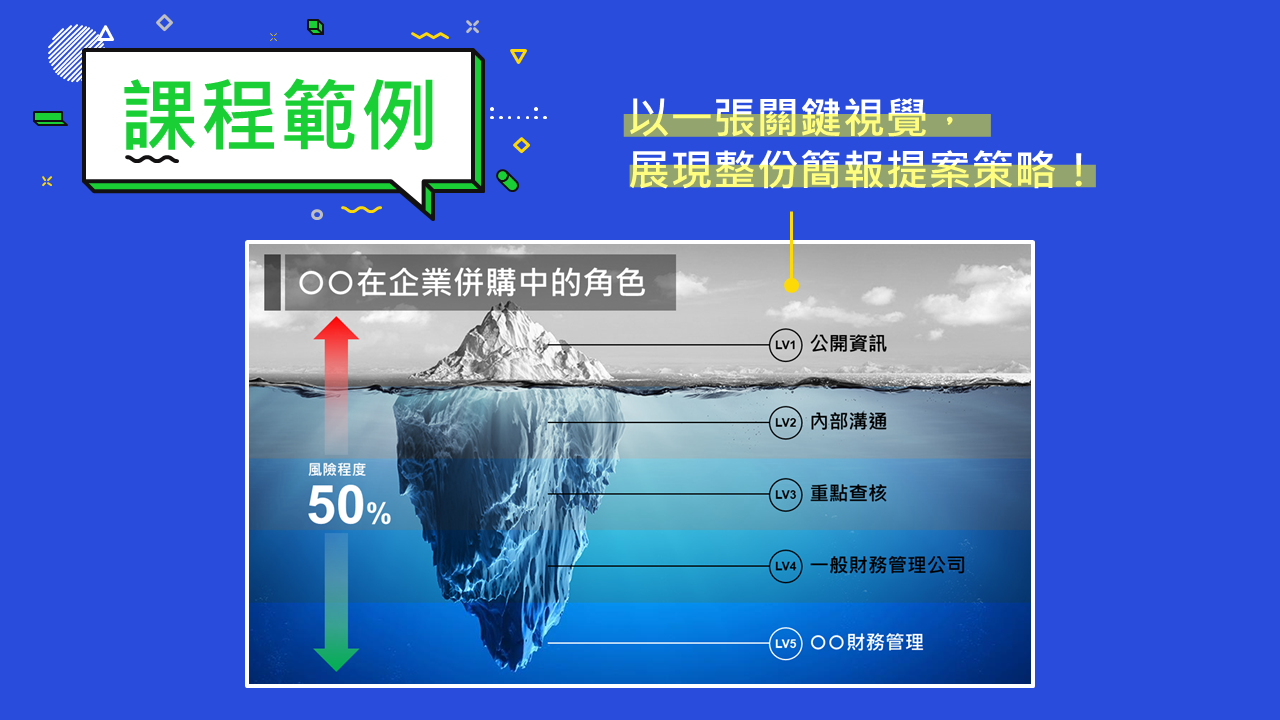 課程範例
以一張關鍵視覺，
展現整份簡報提案策略！
○○在企業併購中的角色
LV1 公開資訊
LV2 內部溝通
風險程度
50%
LV3 重點查核
LV4 一般財務管理公司
LV5 ○○財務管理